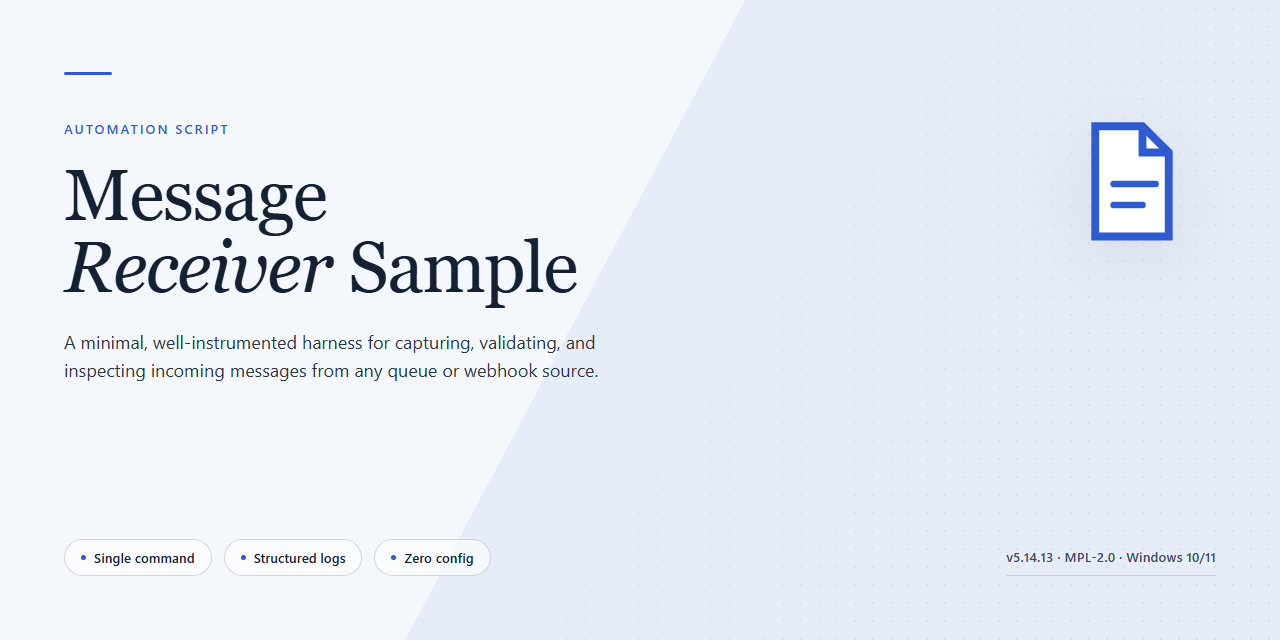 AUTOMATION SCRIPT
Message
Receiver Sample
A minimal, well-instrumented harness for capturing, validating, and
inspecting incoming messages from any queue or webhook source.
Single command
Structured logs
Zero config
v5.14.13 · MPL-2.0 · Windows 10/11